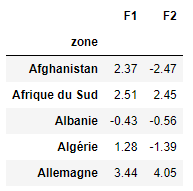 F1 F2
zone
Afghanistan 2.37 -2.47
Afrique du Sud 2.51 2.45
Albanie -0.43 -0.56
Algérie 1.28 -1.39
Allemagne 3.44 4.05